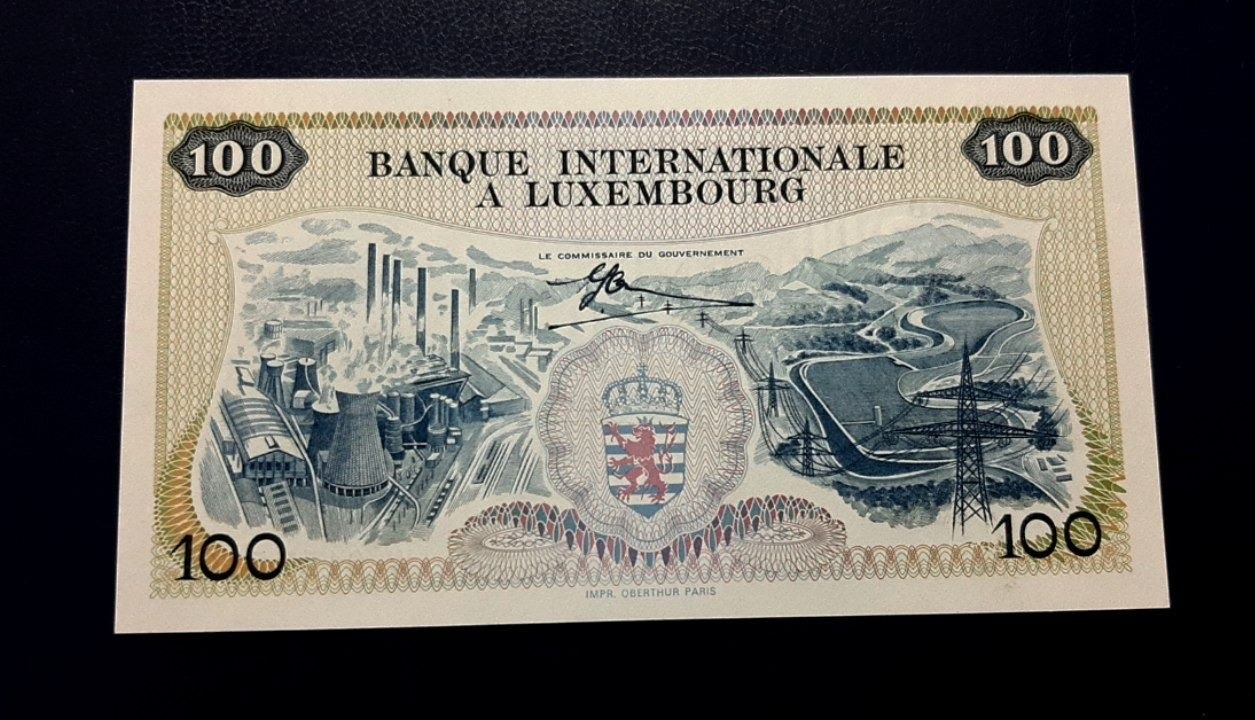 100
100
BANQUE INTERNATIONALE
A LUXEMBOURG
LE COMMISSAIRE DU GOUVERNEMENT
100
100
IMPR. OBERTHUR PARIS